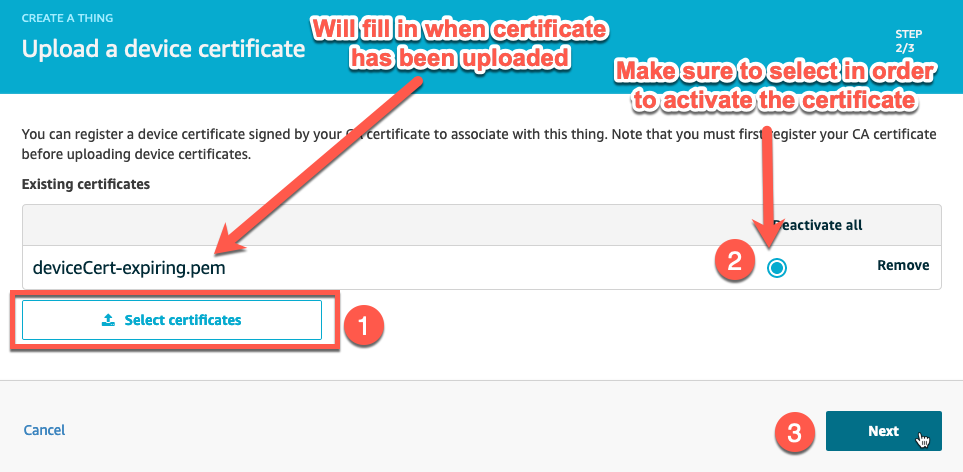 CREATE A THING
Upload a device certificate
Will fill in when certificate
has been uploaded
STEP
2/3
Make sure to select in order
to activate the certificate
You can register a device certificate signed by your CA certificate to associate with this thing. Note that you must first register your CA certificate
before uploading device certificates.
Existing certificates
Deactivate all
deviceCert-expiring.pem
2
Remove
Select certificates
1
Cancel
3
Next